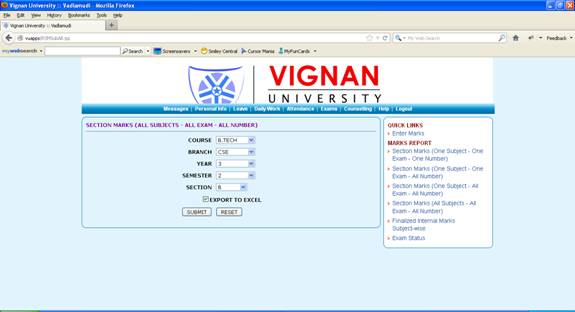 Vignan University :: Vadlamudi - Mozilla Firefox
File Edit View History Bookmarks Tools Help
Vignan University :: Vadlamudi
mywebsearch Search Screensavers Smiley Central Cursor Mania MyFunCards
My Web Search
Feedback
VIGNAN
UNIVERSITY
Messages | Personal Info | Leave | Daily Work | Attendance | Exams | Counselling | Help | Logout
SECTION MARKS (ALL SUBJECTS - ALL EXAM - ALL NUMBER)
COURSE B.TECH
BRANCH CSE
YEAR 3
SEMESTER 2
SECTION B
EXPORT TO EXCEL
SUBMIT RESET
QUICK LINKS
Enter Marks
MARKS REPORT
Section Marks (One Subject - One
Exam - One Number)
Section Marks (One Subject - One
Exam - All Number)
Section Marks (One Subject - All
Exam - All Number)
Section Marks (All Subjects - All
Exam - All Number)
Finalized Internal Marks
Subject-wise
Exam Status